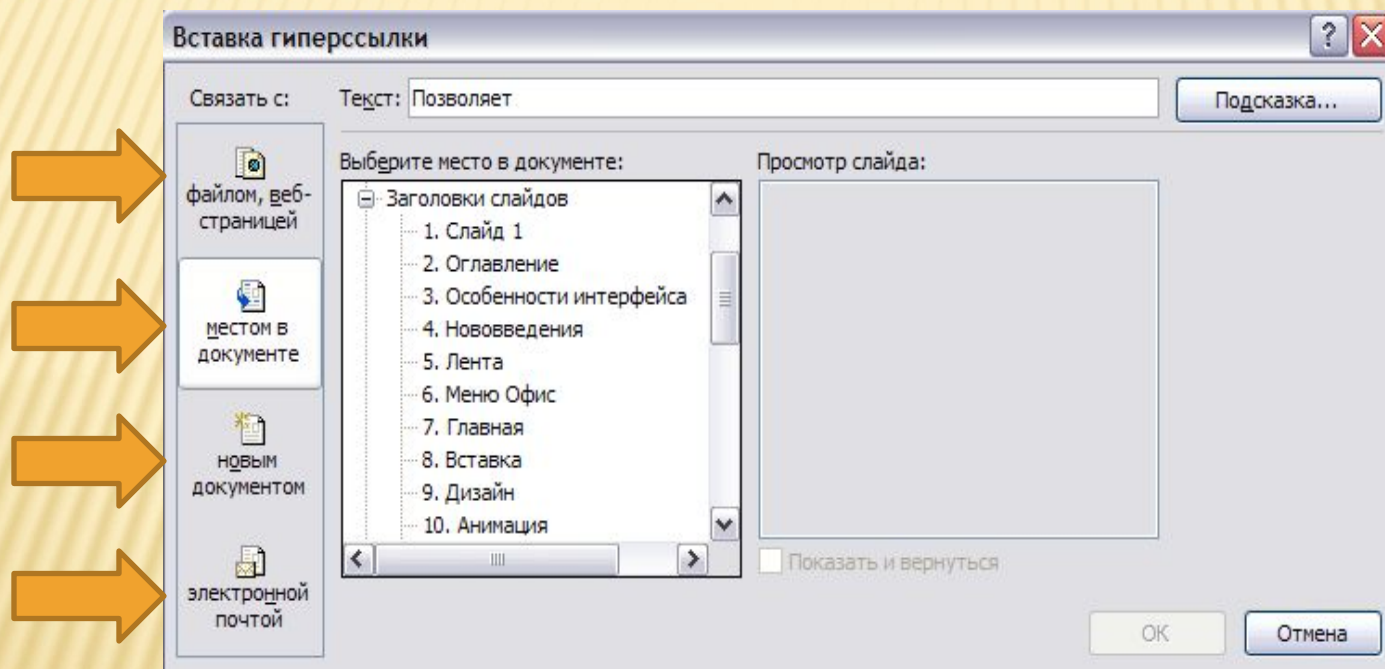 Вставка гиперссылки
Связать с:
Текст: Позволяет
Подсказка...
файлом, веб-
страницей
местом в
документе
новым
документом
электронной
почтой
Выберите место в документе:
Заголовки слайдов
1. Слайд 1
2. Оглавление
3. Особенности интерфейса
4. Нововведения
5. Лента
6. Меню Офис
7. Главная
8. Вставка
9. Дизайн
10. Анимация
Просмотр слайда:
Показать и вернуться
ОК
Отмена